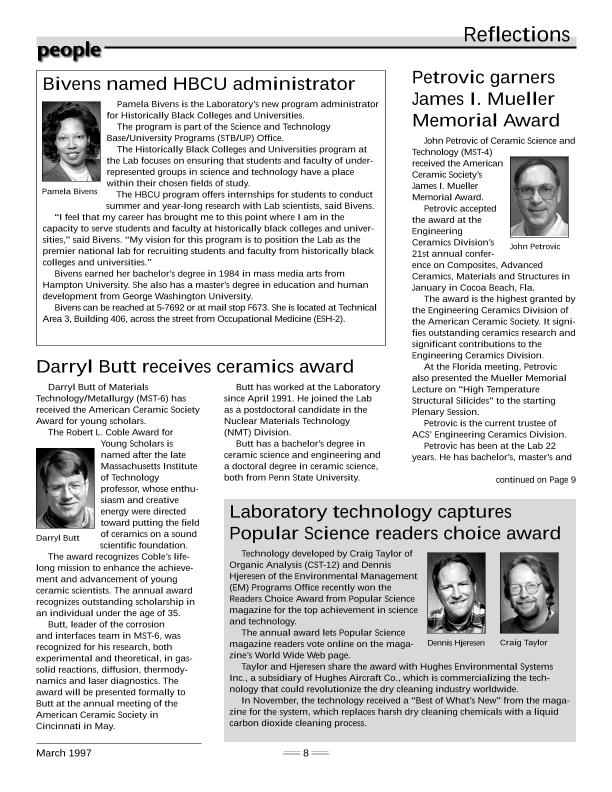 Reflections
people
Bivens named HBCU administrator
Pamela Bivens is the Laboratory's new program administrator
for Historically Black Colleges and Universities.
The program is part of the Science and Technology
Base/University Programs (STB/UP) Office.
The Historically Black Colleges and Universities program at
the Lab focuses on ensuring that students and faculty of under-
represented groups in science and technology have a place
within their chosen fields of study.
The HBCU program offers internships for students to conduct
summer and year-long research with Lab scientists, said Bivens.
Pamela Bivens
"I feel that my career has brought me to this point where I am in the
capacity to serve students and faculty at historically black colleges and univer-
sities," said Bivens. "My vision for this program is to position the Lab as the
premier national lab for recruiting students and faculty from historically black
colleges and universities."
Bivens earned her bachelor's degree in 1984 in mass media arts from
Hampton University. She also has a master's degree in education and human
development from George Washington University.
Bivens can be reached at 5-7692 or at mail stop F673. She is located at Technical
Area 3, Building 406, across the street from Occupational Medicine (ESH-2).
Petrovic garners
James I. Mueller
Memorial Award
John Petrovic of Ceramic Science and
Technology (MST-4)
received the American
Ceramic Society's
James I. Mueller
Memorial Award.
Petrovic accepted
the award at the
Engineering
Ceramics Division's
21st annual confer-
John Petrovic
ence on Composites, Advanced
Ceramics, Materials and Structures in
January in Cocoa Beach, Fla.
The award is the highest granted by
the Engineering Ceramics Division of
the American Ceramic Society. It signi-
fies outstanding ceramics research and
significant contributions to the
Engineering Ceramics Division.
At the Florida meeting, Petrovic
also presented the Mueller Memorial
Lecture on "High Temperature
Structural Silicides" to the starting
Plenary Session.
Petrovic is the current trustee of
ACS' Engineering Ceramics Division.
Petrovic has been at the Lab 22
years. He has bachelor's, master's and
continued on Page 9
Darryl Butt receives ceramics award
Darryl Butt of Materials
Technology/Metallurgy (MST-6) has
received the American Ceramic Society
Award for young scholars.
The Robert L. Coble Award for
Young Scholars is
named after the late
Massachusetts Institute
of Technology
professor, whose enthu-
siasm and creative
energy were directed
toward putting the field
of ceramics on a sound
scientific foundation.
Darryl Butt
The award recognizes Coble's life-
long mission to enhance the achieve-
ment and advancement of young
ceramic scientists. The annual award
recognizes outstanding scholarship in
an individual under the age of 35.
Butt, leader of the corrosion
and interfaces team in MST-6, was
recognized for his research, both
experimental and theoretical, in gas-
solid reactions, diffusion, thermody-
namics and laser diagnostics. The
award will be presented formally to
Butt at the annual meeting of the
American Ceramic Society in
Cincinnati in May.
Butt has worked at the Laboratory
since April 1991. He joined the Lab
as a postdoctoral candidate in the
Nuclear Materials Technology
(NMT) Division.
Butt has a bachelor's degree in
ceramic science and engineering and
a doctoral degree in ceramic science,
both from Penn State University.
Laboratory technology captures
Popular Science readers choice award
Technology developed by Craig Taylor of
Organic Analysis (CST-12) and Dennis
Hjeresen of the Environmental Management
(EM) Programs Office recently won the
Readers Choice Award from Popular Science
magazine for the top achievement in science
and technology.
The annual award lets Popular Science
magazine readers vote online on the maga-
zine's World Wide Web page.
Dennis Hjeresen
Craig Taylor
Taylor and Hjeresen share the award with Hughes Environmental Systems
Inc., a subsidiary of Hughes Aircraft Co., which is commercializing the tech-
nology that could revolutionize the dry cleaning industry worldwide.
In November, the technology received a "Best of What's New" from the maga-
zine for the system, which replaces harsh dry cleaning chemicals with a liquid
carbon dioxide cleaning process.
March 1997
8